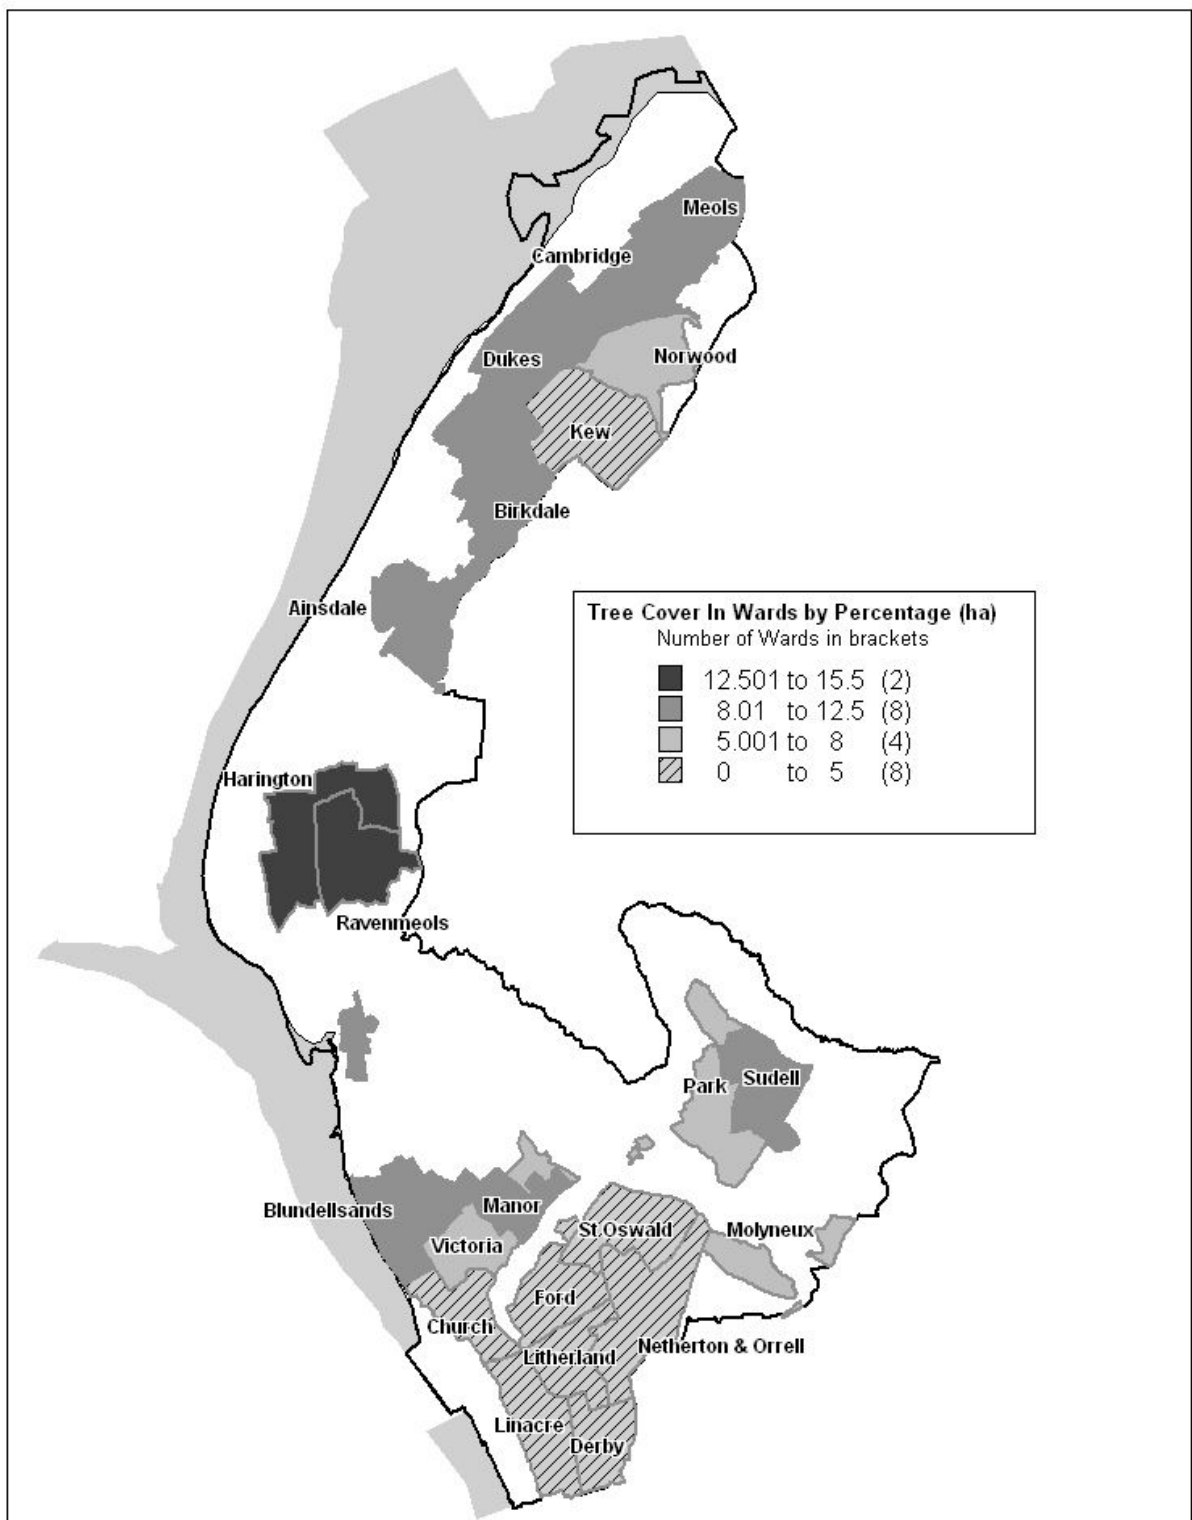 Meols
Cambridge
Dukes
Norwood
Kew
Birkdale
Ainsdale
Tree Cover In Wards by Percentage (ha)
Number of Wards in brackets
12.501 to 15.5 (2)
8.01 to 12.5 (8)
5.001 to 8 (4)
0 to 5 (8)
Harington
Ravenmeols
Park
Sudell
Blundellsands
Manor
Victoria
St.Oswald
Molyneux
Ford
Church
Litherland
Netherton & Orrell
Linacre
Derby